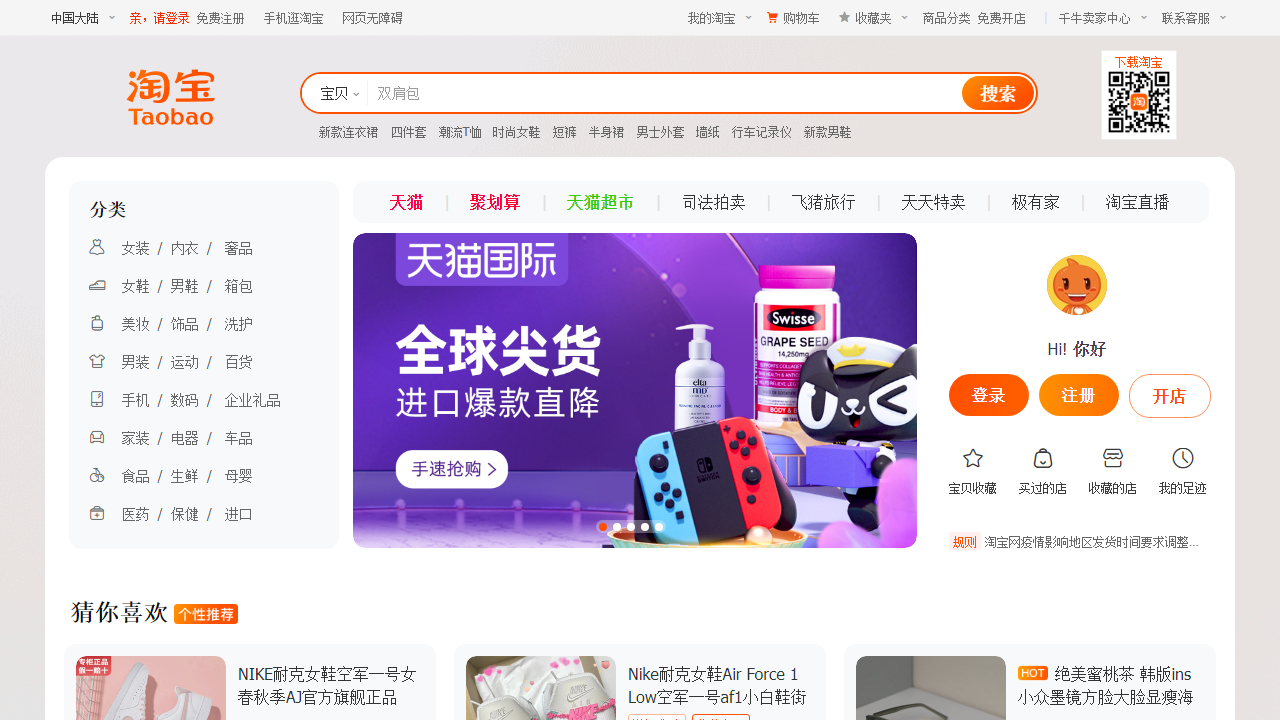 中国大陆 亲，请登录 免费注册 手机逛淘宝 网页无障碍 我的淘宝 购物车 收藏夹 商品分类 免费开店 千牛卖家中心 联系客服
淘宝
Taobao
宝贝 双肩包 搜索
新款连衣裙 四件套 潮流T恤 时尚女鞋 短裤 半身裙 男士外套 墙纸 行车记录仪 新款男鞋
下载淘宝
淘
分类
女装 / 内衣 / 奢品
女鞋 / 男鞋 / 箱包
美妆 / 饰品 / 洗护
男装 / 运动 / 百货
手机 / 数码 / 企业礼品
家装 / 电器 / 车品
食品 / 生鲜 / 母婴
医药 / 保健 / 进口
天猫 聚划算 天猫超市 司法拍卖 飞猪旅行 天天特卖 极有家 淘宝直播
天猫国际
全球尖货
进口爆款直降
手速抢购
Swisse
GRAPE SEED
14,250mg
elta
md
BODY & B
Hi! 你好
登录 注册 开店
宝贝收藏 买过的店 收藏的店 我的足迹
规则 淘宝网疫情影响地区发货时间要求调整...
猜你喜欢 个性推荐
专柜正品
假一赔十
NIKE耐克女鞋空军一号女
春秋季AJ官方旗舰正品
Nike耐克女鞋Air Force 1
Low空军一号af1小白鞋街
HOT 绝美蜜桃茶 韩版ins
小众墨镜方脸大脸显瘦海